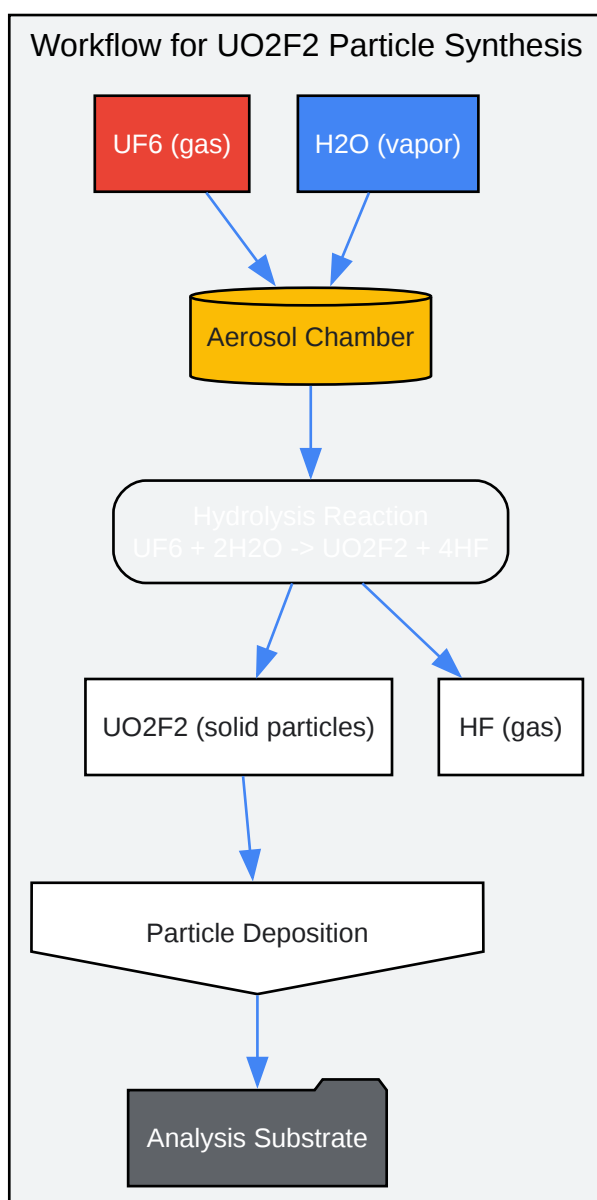 Workflow for UO2F2 Particle Synthesis
UF6 (gas)
H2O (vapor)
Aerosol Chamber
Hydrolysis Reaction
UF6 + 2H2O -> UO2F2 + 4HF
UO2F2 (solid particles)
HF (gas)
Particle Deposition
Analysis Substrate